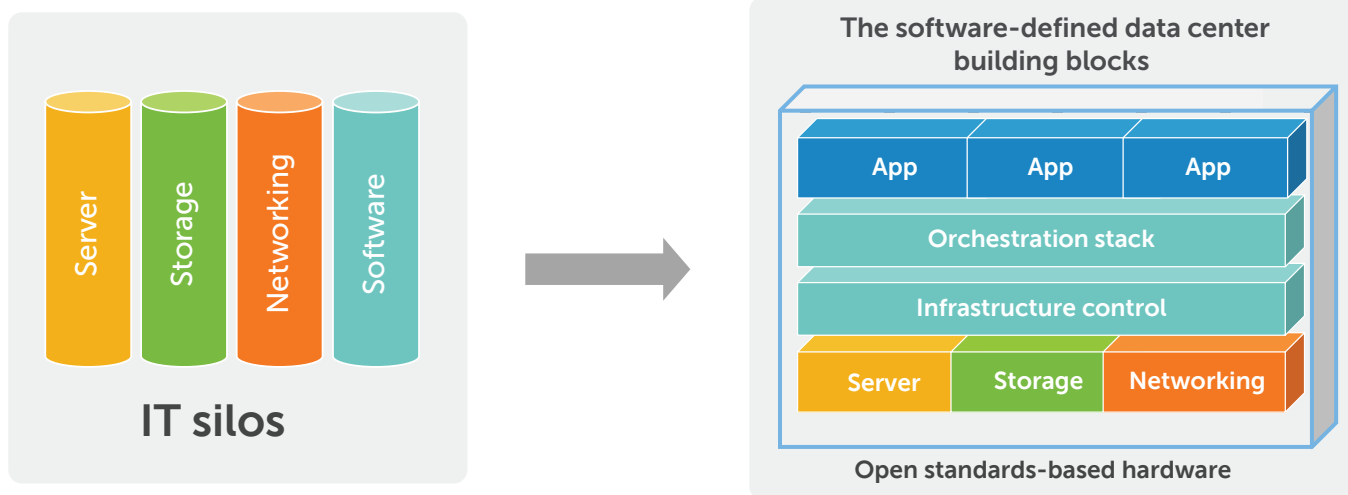 Server
Storage
Networking
Software
IT silos
The software-defined data center
building blocks
App App App
Orchestration stack
Infrastructure control
Server Storage Networking
Open standards-based hardware